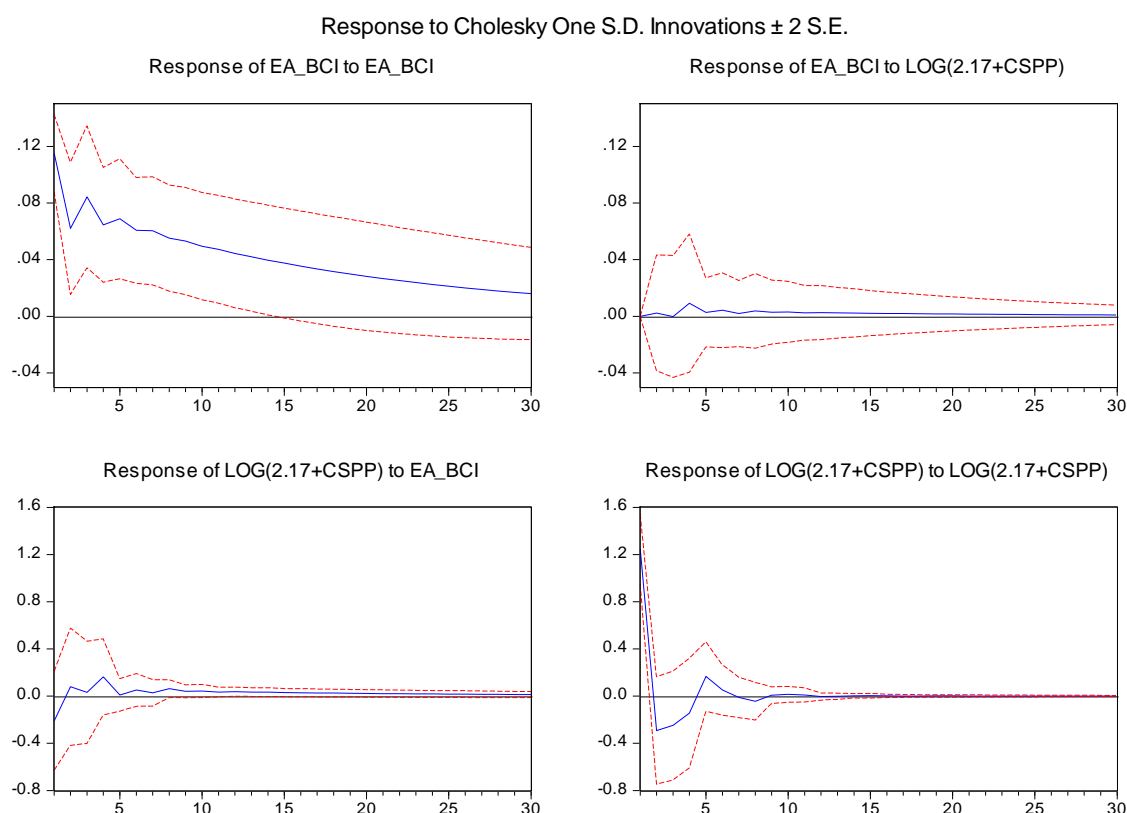 Response to Cholesky One S.D. Innovations ± 2 S.E.
Response of EA_BCI to EA_BCI
.12
.08
.04
.00
-.04
5 10 15 20 25 30
Response of EA_BCI to LOG(2.17+CSPP)
.12
.08
.04
.00
-.04
5 10 15 20 25 30
Response of LOG(2.17+CSPP) to EA_BCI
1.6
1.2
0.8
0.4
0.0
-0.4
-0.8
5 10 15 20 25 30
Response of LOG(2.17+CSPP) to LOG(2.17+CSPP)
1.6
1.2
0.8
0.4
0.0
-0.4
-0.8
5 10 15 20 25 30